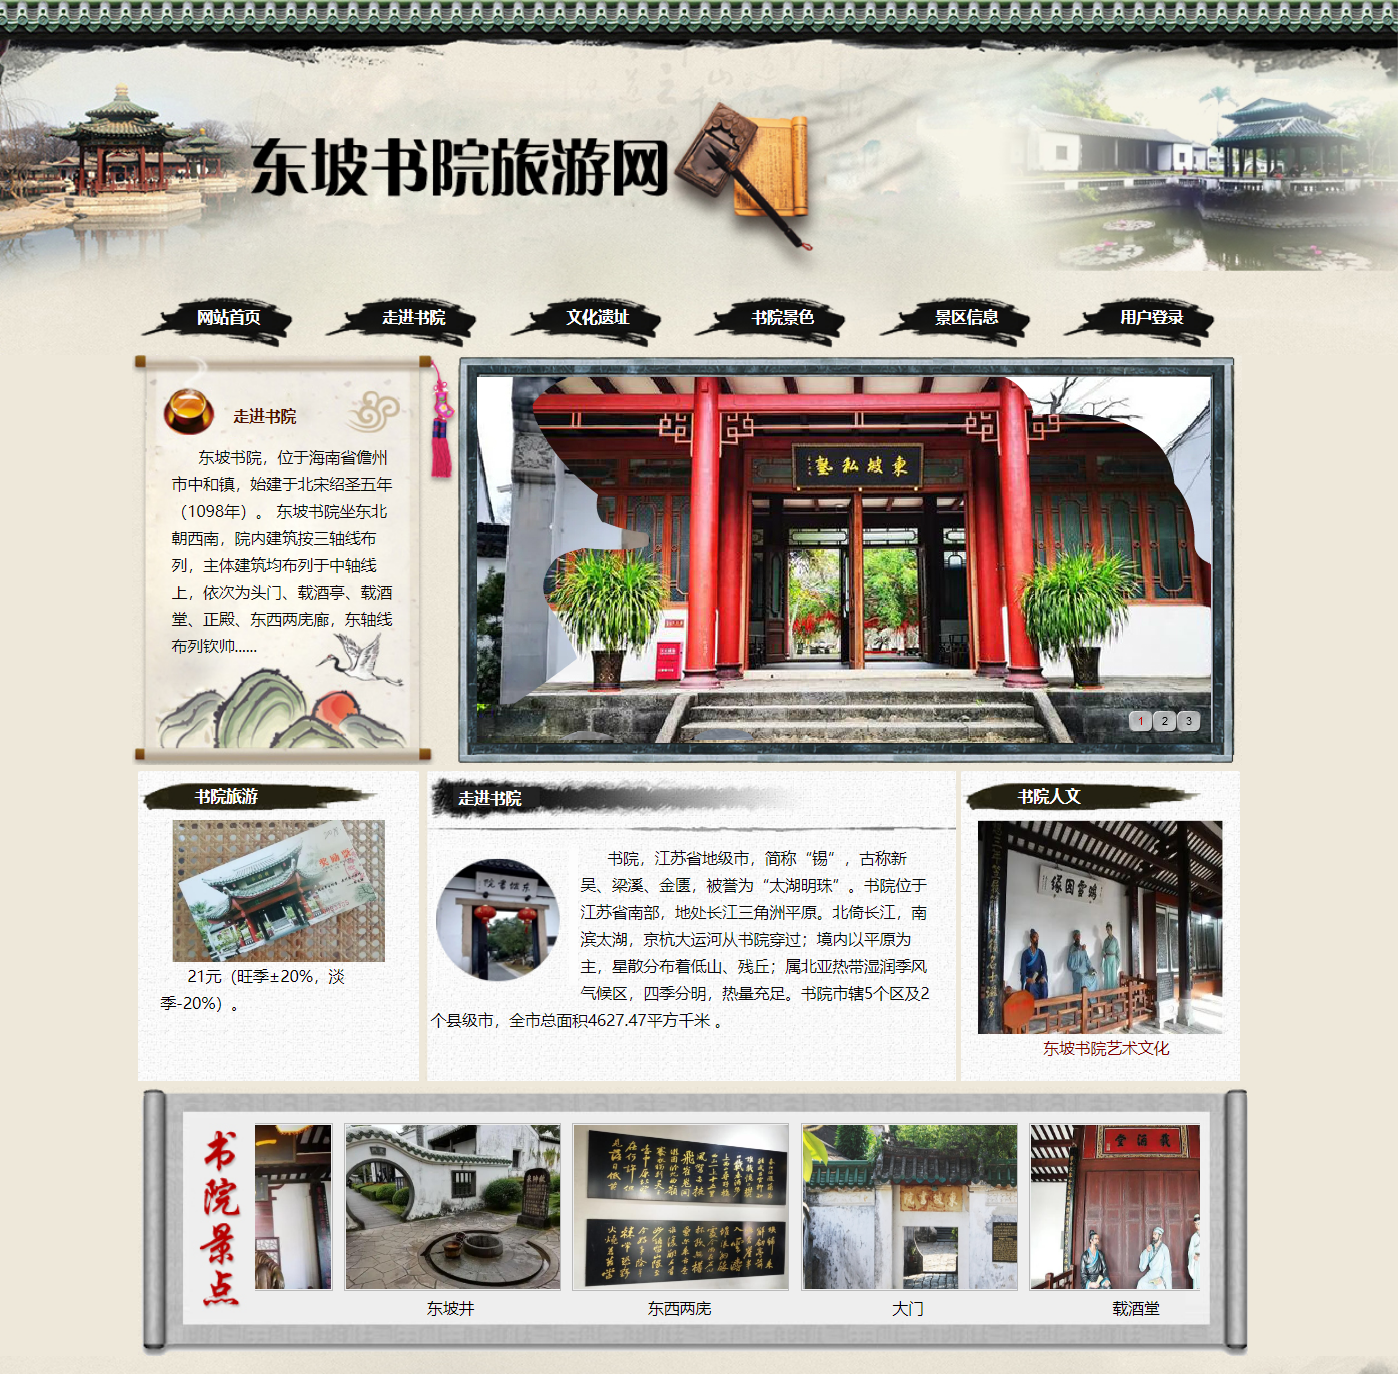 东坡书院旅游网
网站首页 走进书院 文化遗址 书院景色 景区信息 用户登录
走进书院
东坡书院，位于海南省儋州
市中和镇，始建于北宋绍圣五年
（1098年）。 东坡书院坐东北
朝西南，院内建筑按三轴线布
列，主体建筑均布列于中轴线
上，依次为头门、载酒亭、载酒
堂、正殿、东西两庑廊，东轴线
布列钦帅......
東坡私塾
1 2 3
书院旅游
21元（旺季±20%，淡
季-20%）。
走进书院
书院，江苏省地级市，简称“锡”，古称新
吴、梁溪、金匮，被誉为“太湖明珠”。书院位于
江苏省南部，地处长江三角洲平原。北倚长江，南
滨太湖，京杭大运河从书院穿过；境内以平原为
主，星散分布着低山、残丘；属北亚热带湿润季风
气候区，四季分明，热量充足。书院市辖5个区及2
个县级市，全市总面积4627.47平方千米 。
书院人文
东坡书院艺术文化
书院景点
东坡井
东西两庑
大门
载酒堂